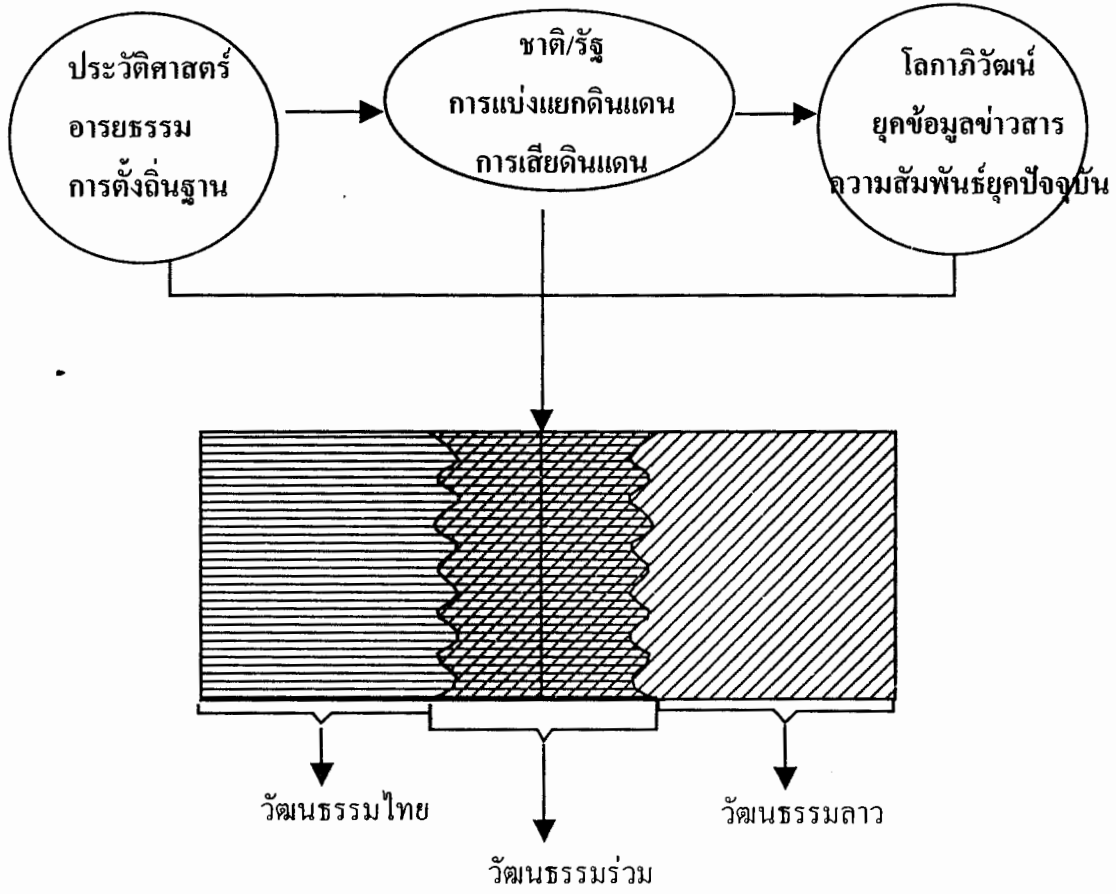 ประวัติศาสตร์
อารยธรรม
การตั้งถิ่นฐาน
ชาติ/รัฐ
การแบ่งแยกดินแดน
การเสียดินแดน
โลกาภิวัฒน์
ยุคข้อมูลข่าวสาร
ความสัมพันธ์ยุคปัจจุบัน
วัฒนธรรมไทย
วัฒนธรรมร่วม
วัฒนธรรมลาว